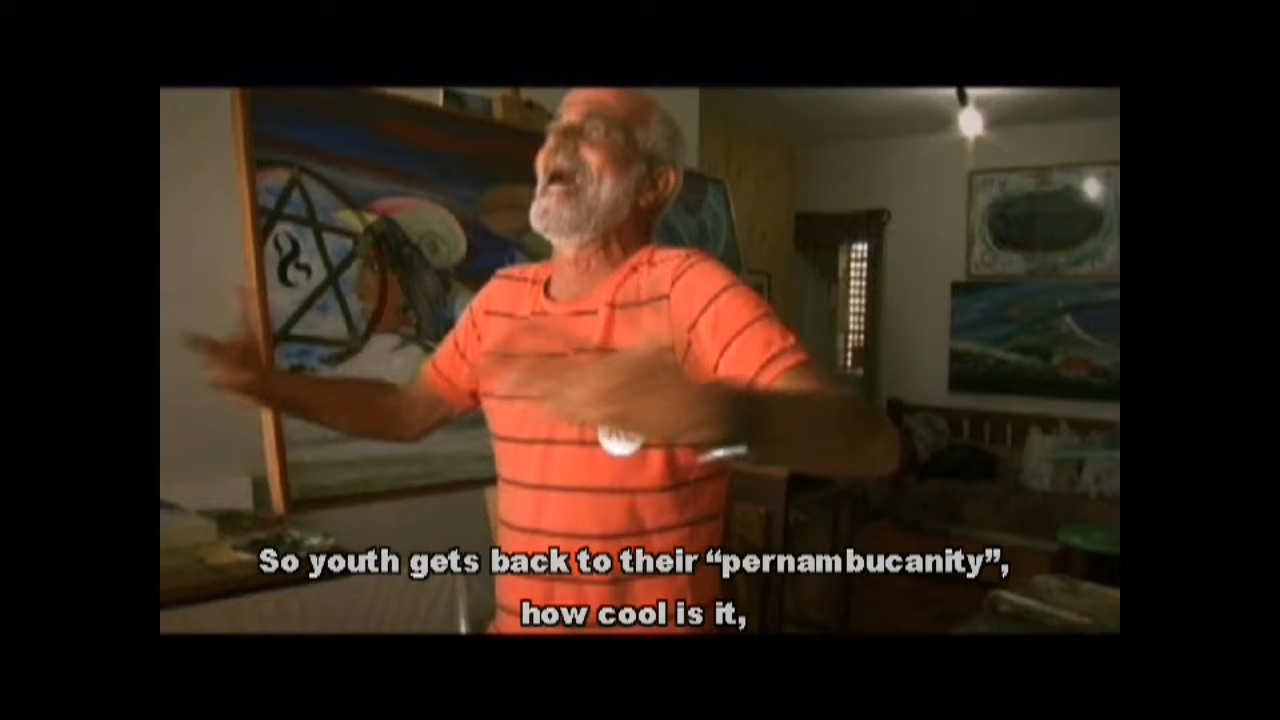 So youth gets back to their “pernambucanity”,
how cool is it,